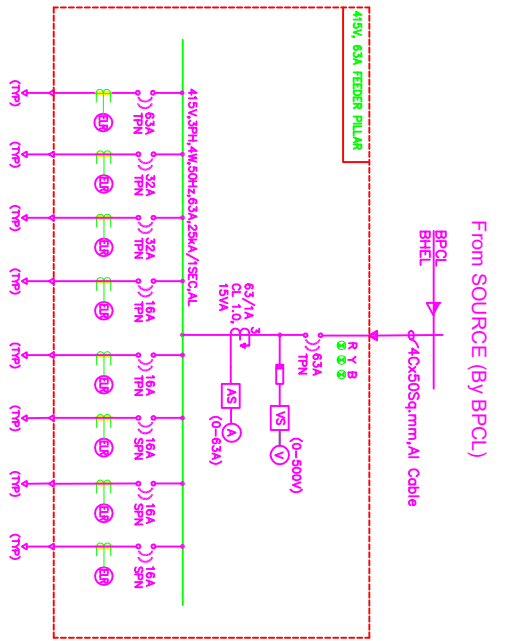 From SOURCE (By BPCL)
BPCL
BHEL
4Cx50Sq.mm,Al Cable
415V, 63A FEEDER PILLAR
R Y B
63A
TPN
VS
V
(0-500V)
63/1A
CL 1.0,
15VA
3
AS
A
(0-63A)
415V,3PH,4W,50Hz,63A,25kA/1SEC,AL
63A
TPN
ELR
(TYP)
32A
TPN
ELR
(TYP)
32A
TPN
ELR
(TYP)
16A
TPN
(TYP)
16A
TPN
ELR
(TYP)
16A
SPN
ELR
(TYP)
16A
SPN
ELR
(TYP)
16A
SPN
ELR
(TYP)